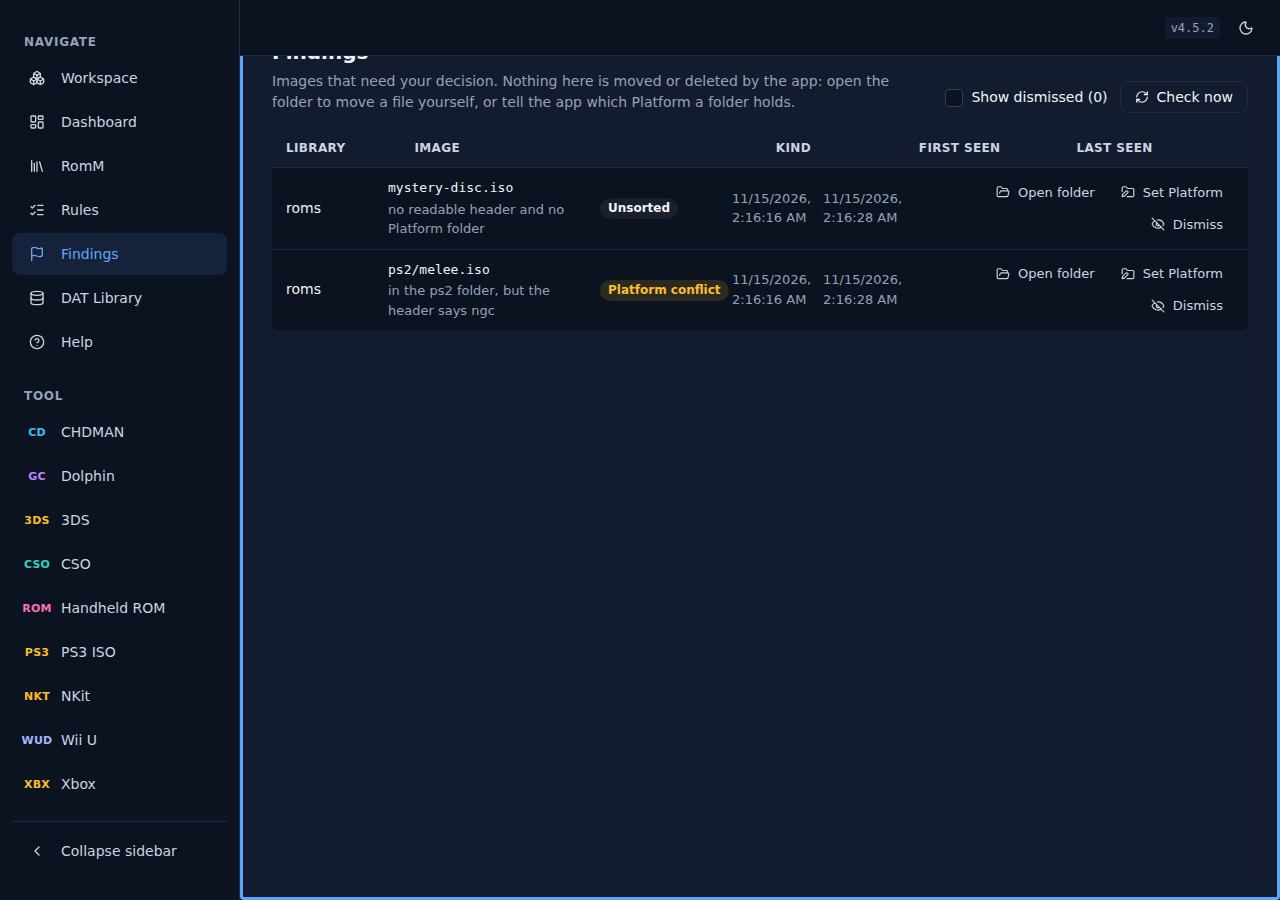 NAVIGATE
Workspace
Dashboard
RomM
Rules
Findings
DAT Library
Help
TOOL
CD CHDMAN
GC Dolphin
3DS 3DS
CSO CSO
ROM Handheld ROM
PS3 PS3 ISO
NKT NKit
WUD Wii U
XBX Xbox
Collapse sidebar
v4.5.2
Findings
Images that need your decision. Nothing here is moved or deleted by the app: open the
folder to move a file yourself, or tell the app which Platform a folder holds.
Show dismissed (0)
Check now
LIBRARY IMAGE KIND FIRST SEEN LAST SEEN
roms
mystery-disc.iso
no readable header and no
Platform folder
Unsorted
11/15/2026,
2:16:16 AM
11/15/2026,
2:16:28 AM
Open folder
Set Platform
Dismiss
roms
ps2/melee.iso
in the ps2 folder, but the
header says ngc
Platform conflict
11/15/2026,
2:16:16 AM
11/15/2026,
2:16:28 AM
Open folder
Set Platform
Dismiss